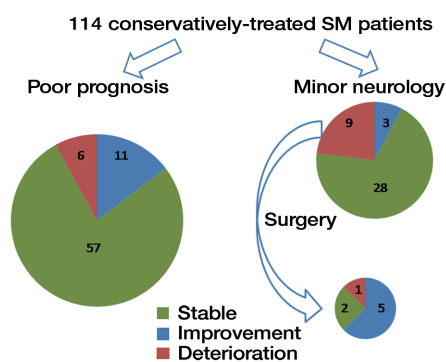 114 conservatively-treated SM patients
Poor prognosis
Minor neurology
6
11
57
9
3
28
Surgery
1
2
5
Stable
Improvement
Deterioration